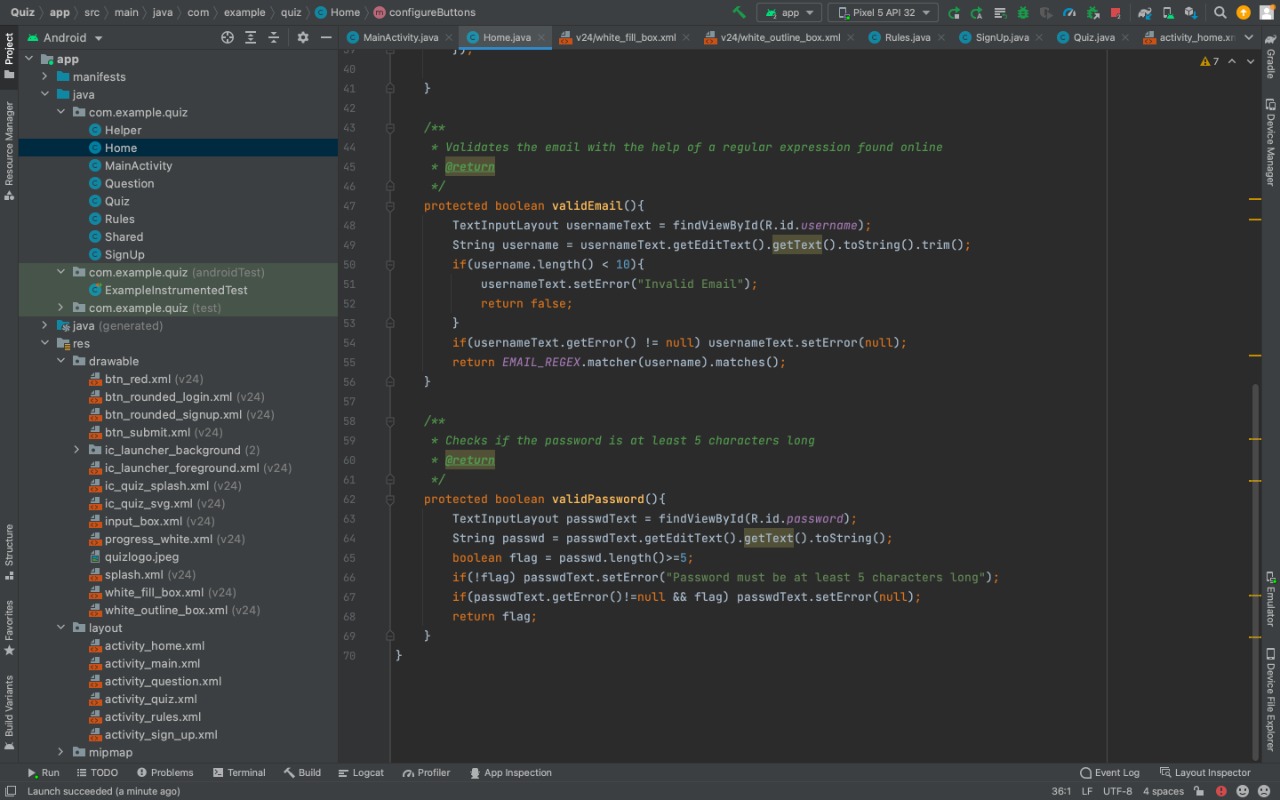 Quiz app src main java com example quiz Home configureButtons app Pixel 5 API 32
Android MainActivity.java Home.java v24/white_fill_box.xml v24/white_outline_box.xml Rules.java SignUp.java Quiz.java activity_home.xm
Project
Resource Manager
Structure
Favorites
Build Variants
app
manifests
java
com.example.quiz
Helper
Home
MainActivity
Question
Quiz
Rules
Shared
SignUp
com.example.quiz (androidTest)
ExampleInstrumentedTest
com.example.quiz (test)
java (generated)
res
drawable
btn_red.xml (v24)
btn_rounded_login.xml (v24)
btn_rounded_signup.xml (v24)
btn_submit.xml (v24)
ic_launcher_background (2)
ic_launcher_foreground.xml (v24)
ic_quiz_splash.xml (v24)
ic_quiz_svg.xml (v24)
input_box.xml (v24)
progress_white.xml (v24)
quizlogo.jpeg
splash.xml (v24)
white_fill_box.xml (v24)
white_outline_box.xml (v24)
layout
activity_home.xml
activity_main.xml
activity_question.xml
activity_quiz.xml
activity_rules.xml
activity_sign_up.xml
mipmap
7
39 });
40
41 }
42
43 /**
44 * Validates the email with the help of a regular expression found online
45 * @return
46 */
47 protected boolean validEmail(){
48 TextInputLayout usernameText = findViewById(R.id.username);
49 String username = usernameText.getEditText().getText().toString().trim();
50 if(username.length() < 10){
51 usernameText.setError("Invalid Email");
52 return false;
53 }
54 if(usernameText.getError() != null) usernameText.setError(null);
55 return EMAIL_REGEX.matcher(username).matches();
56 }
57
58 /**
59 * Checks if the password is at least 5 characters long
60 * @return
61 */
62 protected boolean validPassword(){
63 TextInputLayout passwdText = findViewById(R.id.password);
64 String passwd = passwdText.getEditText().getText().toString();
65 boolean flag = passwd.length()>=5;
66 if(!flag) passwdText.setError("Password must be at least 5 characters long");
67 if(passwdText.getError()!=null && flag) passwdText.setError(null);
68 return flag;
69 }
70 }
Gradle
Device Manager
Emulator
Device File Explorer
Run TODO Problems Terminal Build Logcat Profiler App Inspection Event Log Layout Inspector
Launch succeeded (a minute ago) 36:1 LF UTF-8 4 spaces